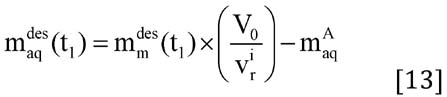 m_aq^des(t_1) = m_m^des(t_1) × (V_0 / v_r^i) − m_aq^A
[13]